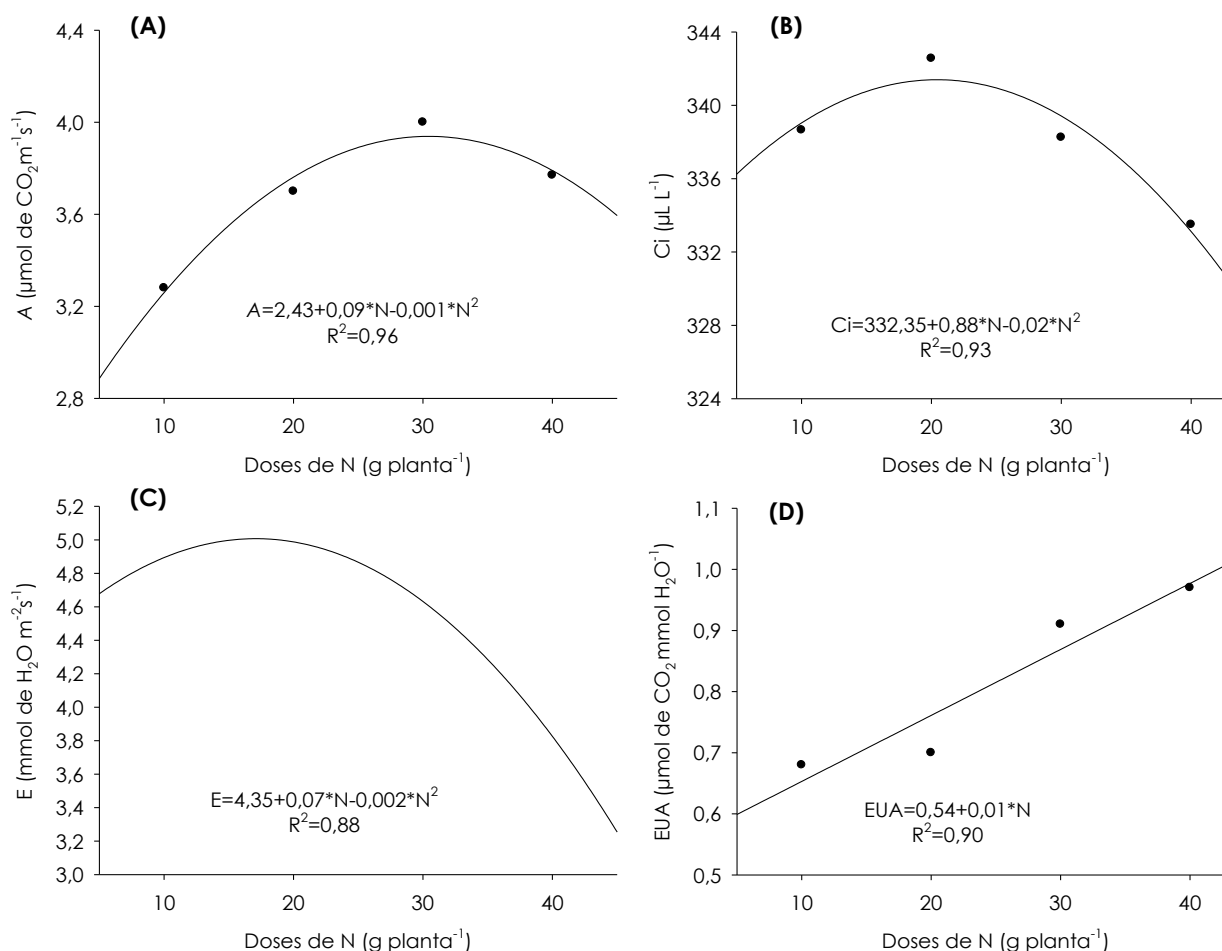 (A)
4,4
4,0
3,6
3,2
2,8
A (µmol de CO₂m⁻¹s⁻¹)
A=2,43+0,09*N-0,001*N²
R²=0,96
10 20 30 40
Doses de N (g planta⁻¹)
(B)
344
340
336
332
328
324
Ci (µL L⁻¹)
Ci=332,35+0,88*N-0,02*N²
R²=0,93
10 20 30 40
Doses de N (g planta⁻¹)
(C)
5,2
5,0
4,8
4,6
4,4
4,2
4,0
3,8
3,6
3,4
3,2
3,0
E (mmol de H₂O m⁻²s⁻¹)
E=4,35+0,07*N-0,002*N²
R²=0,88
10 20 30 40
Doses de N (g planta⁻¹)
(D)
1,1
1,0
0,9
0,8
0,7
0,6
0,5
EUA (µmol de CO₂ mmol H₂O⁻¹)
EUA=0,54+0,01*N
R²=0,90
10 20 30 40
Doses de N (g planta⁻¹)